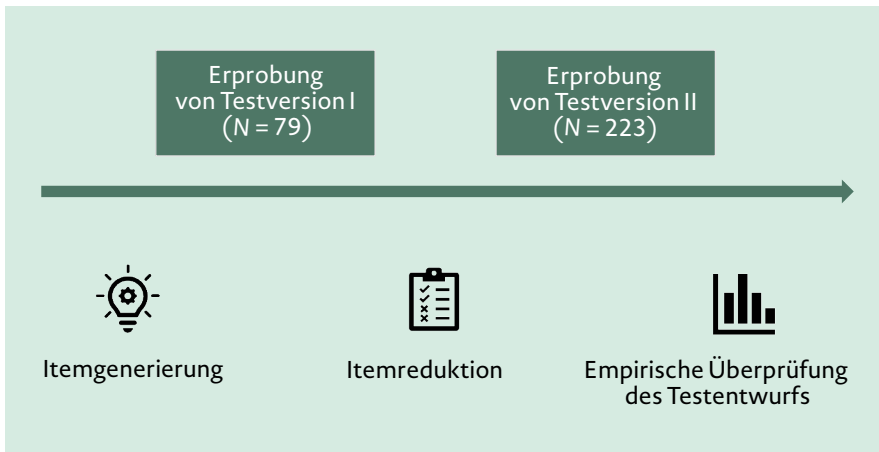 Erprobung
von Testversion I
(N = 79)
Erprobung
von Testversion II
(N = 223)
Itemgenerierung
Itemreduktion
Empirische Überprüfung
des Testentwurfs